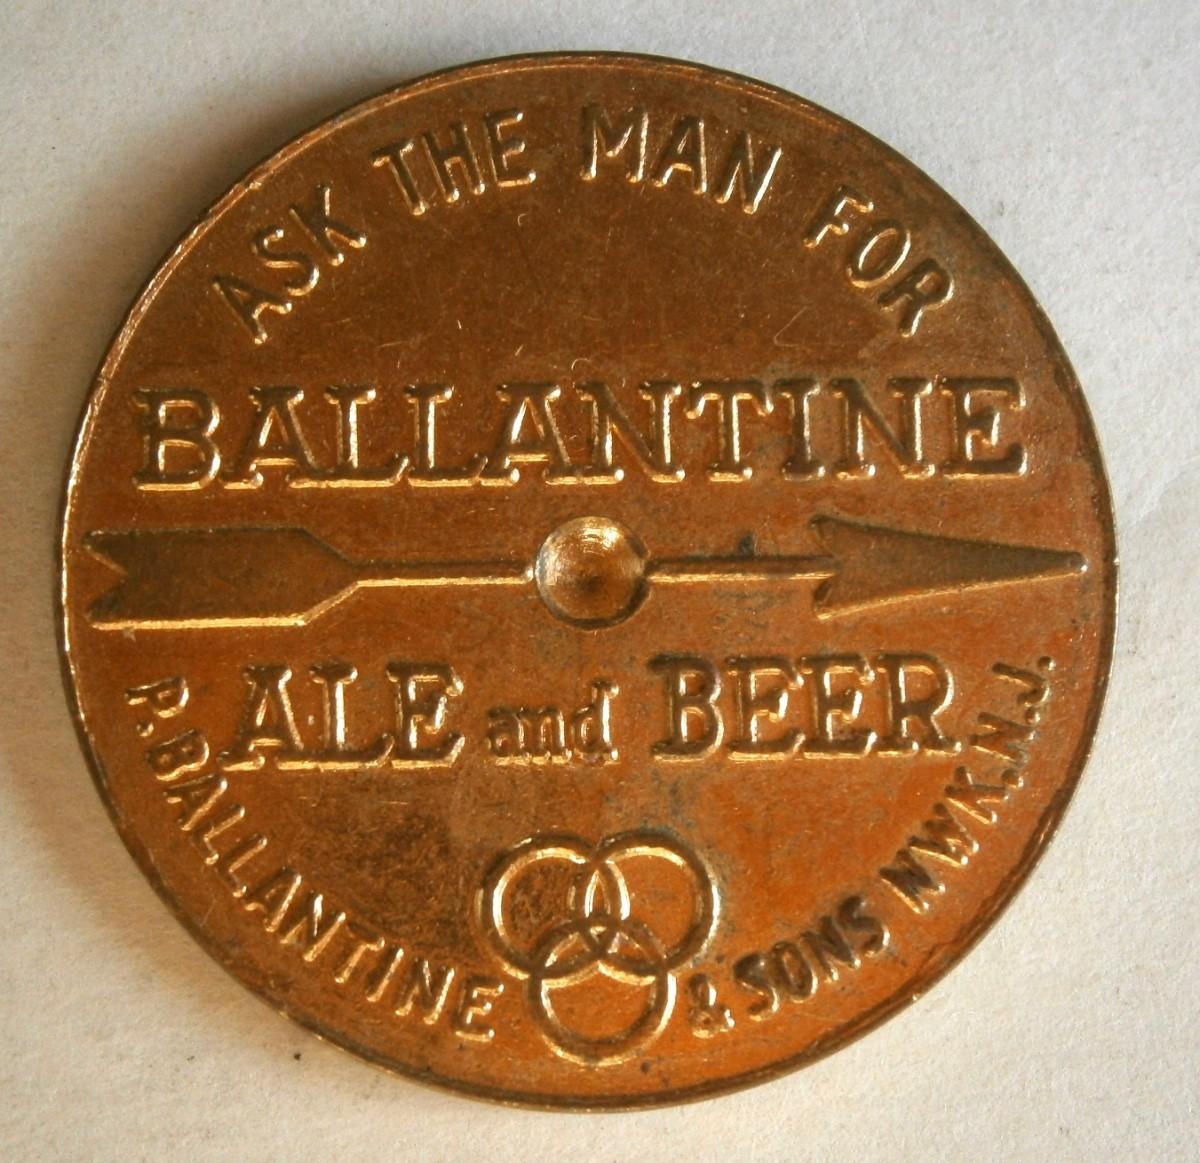 ASK THE MAN FOR
BALLANTINE
ALE and BEER
P. BALLANTINE & SONS NWK. N.J.